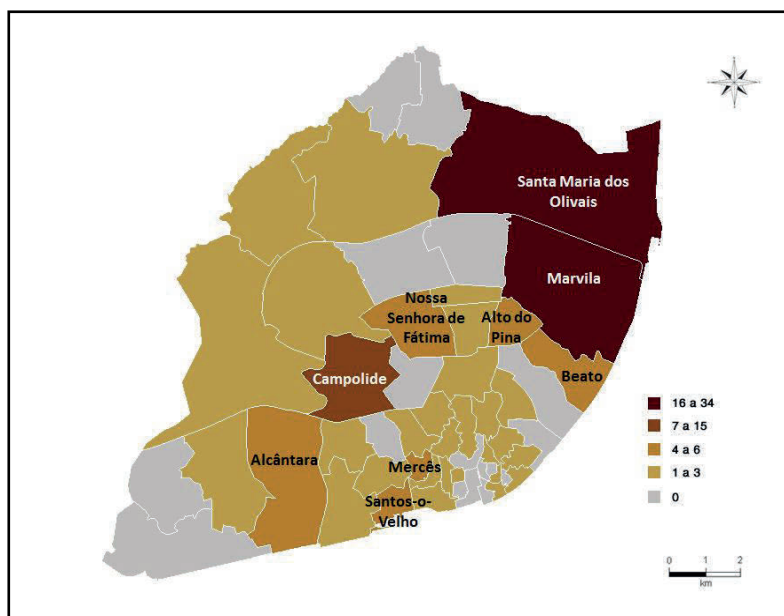 Santa Maria dos
Olivais
Marvila
Nossa
Senhora de
Fátima
Alto do
Pina
Campolide
Beato
Alcântara
Mercês
Santos-o-
Velho
16 a 34
7 a 15
4 a 6
1 a 3
0
0 1 2
km